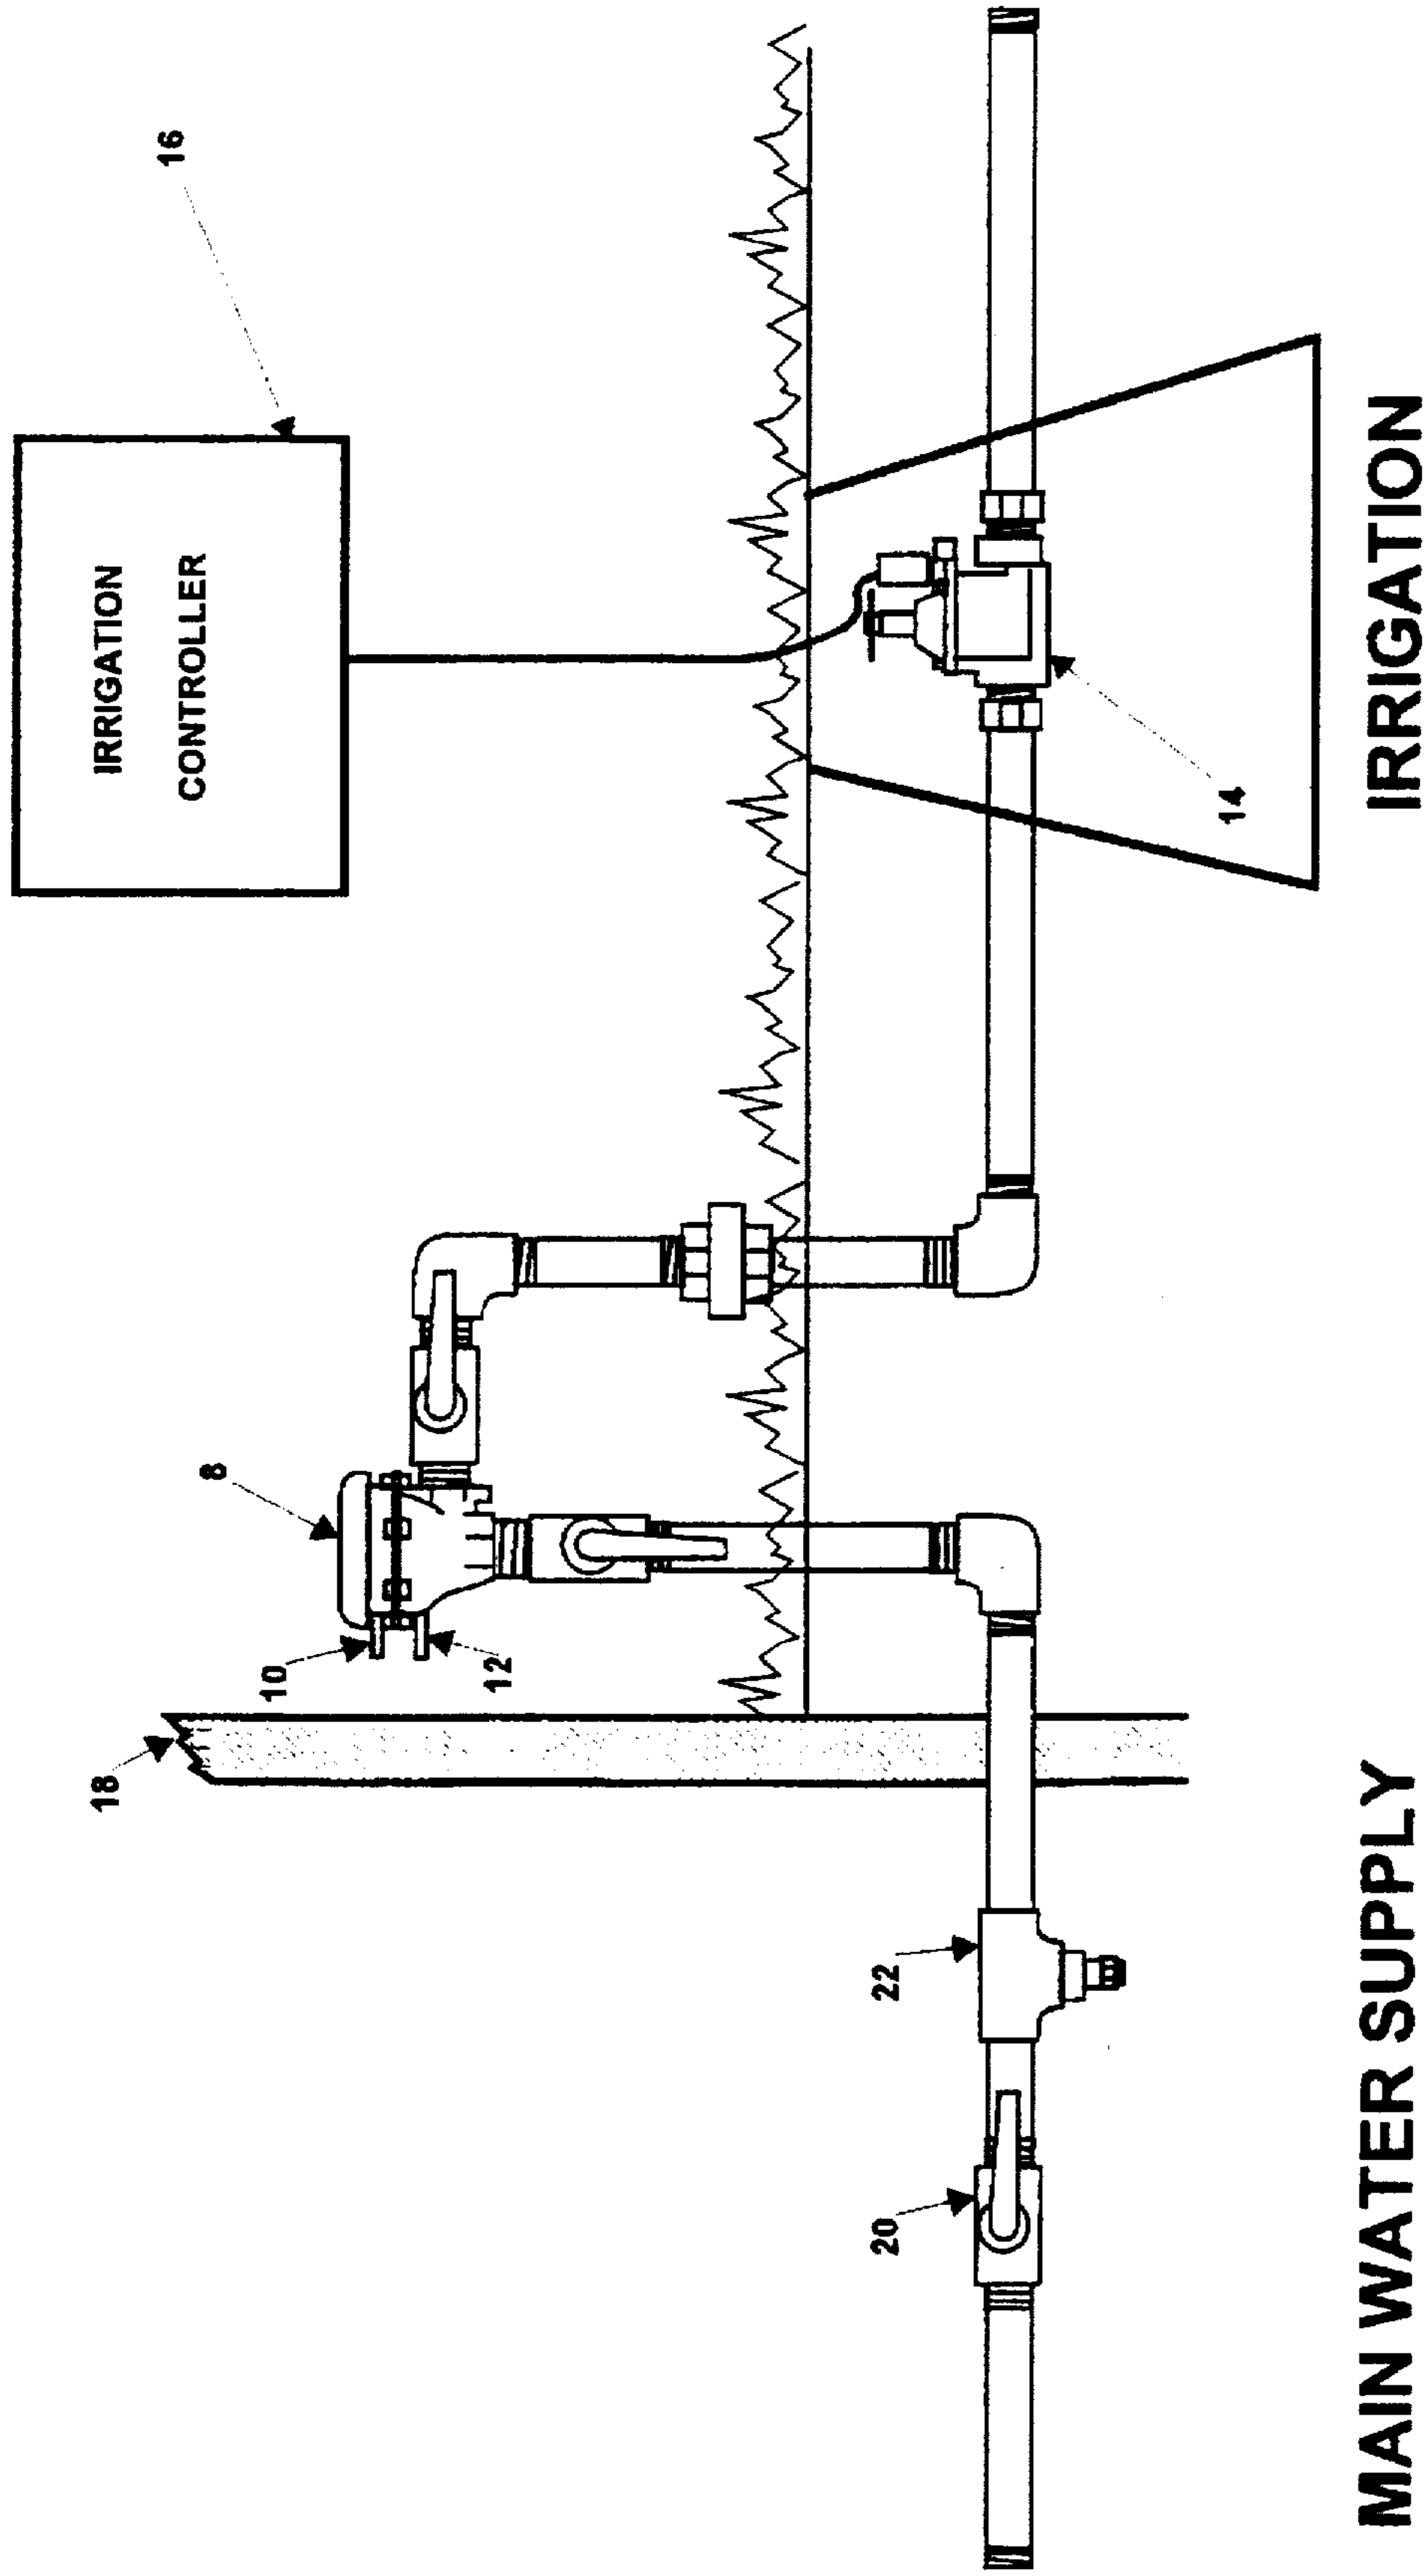 IRRIGATION
CONTROLLER
16
18
8
10
12
22
20
14
MAIN WATER SUPPLY
IRRIGATION